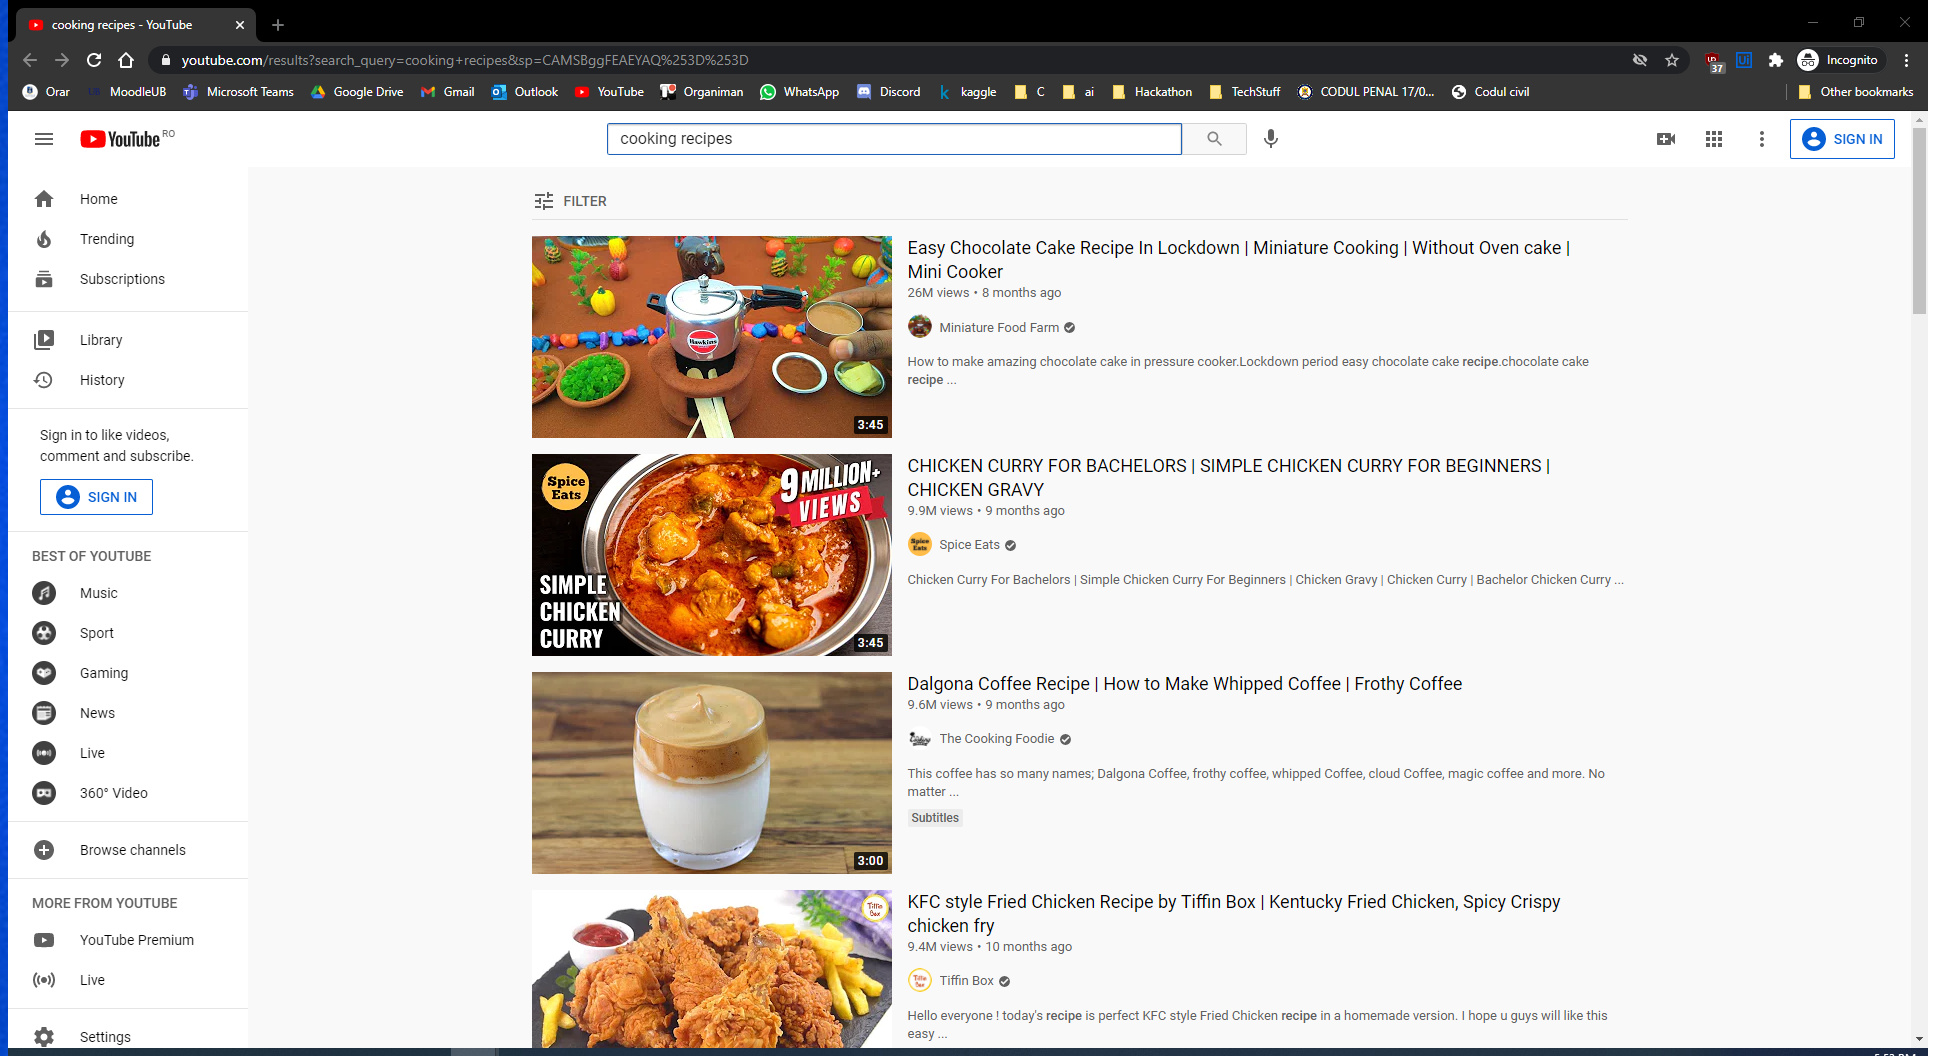 cooking recipes - YouTube
youtube.com/results?search_query=cooking+recipes&sp=CAMSBggFEAEYAQ%253D%253D
37
Incognito
Orar
MoodleUB
Microsoft Teams
Google Drive
Gmail
Outlook
YouTube
Organiman
WhatsApp
Discord
kaggle
C
ai
Hackathon
TechStuff
CODUL PENAL 17/0...
Codul civil
Other bookmarks
YouTube RO
cooking recipes
SIGN IN
Home
Trending
Subscriptions
Library
History
Sign in to like videos,
comment and subscribe.
SIGN IN
BEST OF YOUTUBE
Music
Sport
Gaming
News
Live
360° Video
Browse channels
MORE FROM YOUTUBE
YouTube Premium
Live
Settings
FILTER
Hawkins
3:45
Easy Chocolate Cake Recipe In Lockdown | Miniature Cooking | Without Oven cake |
Mini Cooker
26M views • 8 months ago
Miniature Food Farm
How to make amazing chocolate cake in pressure cooker.Lockdown period easy chocolate cake recipe.chocolate cake
recipe ...
Spice
Eats
9 MILLION+
VIEWS
SIMPLE
CHICKEN
CURRY
3:45
CHICKEN CURRY FOR BACHELORS | SIMPLE CHICKEN CURRY FOR BEGINNERS |
CHICKEN GRAVY
9.9M views • 9 months ago
Spice Eats
Spice Eats
Chicken Curry For Bachelors | Simple Chicken Curry For Beginners | Chicken Gravy | Chicken Curry | Bachelor Chicken Curry ...
3:00
Dalgona Coffee Recipe | How to Make Whipped Coffee | Frothy Coffee
9.6M views • 9 months ago
The Cooking Foodie
This coffee has so many names; Dalgona Coffee, frothy coffee, whipped Coffee, cloud Coffee, magic coffee and more. No
matter ...
Subtitles
Tiffin
Box
KFC style Fried Chicken Recipe by Tiffin Box | Kentucky Fried Chicken, Spicy Crispy
chicken fry
9.4M views • 10 months ago
Tiffin Box
Tiffin Box
Hello everyone ! today's recipe is perfect KFC style Fried Chicken recipe in a homemade version. I hope u guys will like this
easy ...